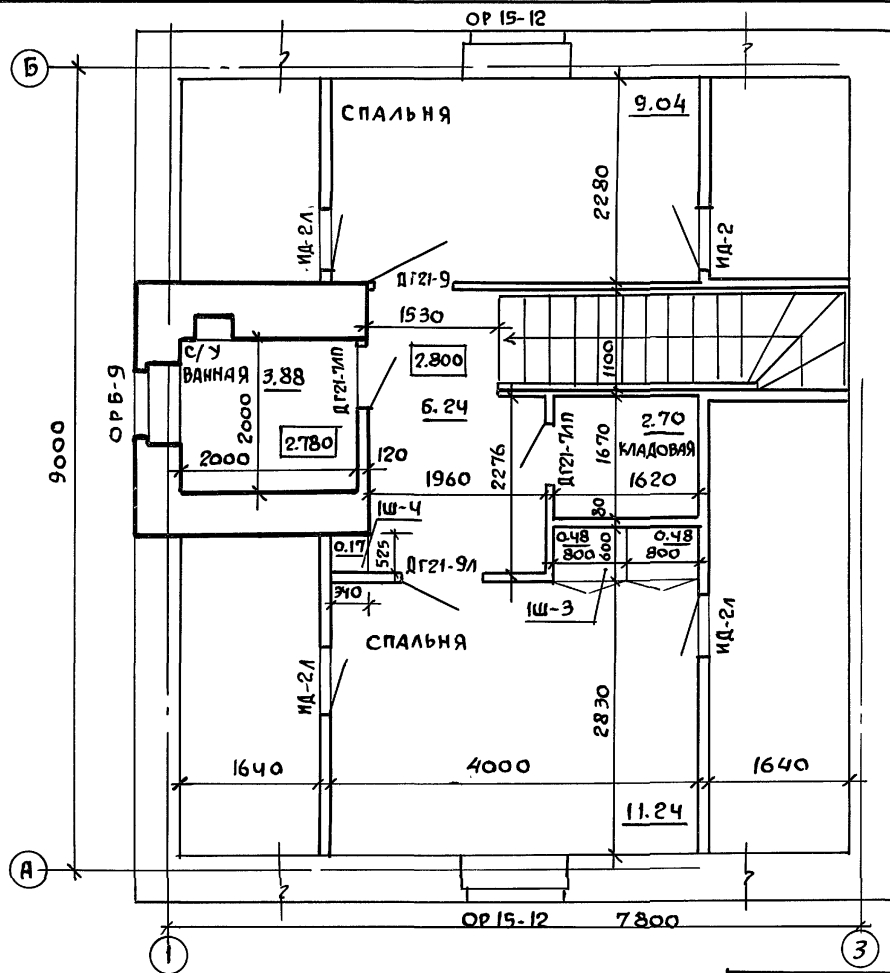 ОР 15-12
Б
СПАЛЬНЯ
9.04
2280
ИД-2Л
ИД-2
ДГ21-9
1530
2.800
1100
С/У
ВАННАЯ
3.88
ДГ21-7ЛП
ОРБ-9
2000
2000
2.780
120
6.24
2.70
КЛАДОВАЯ
ДГ21-7ЛП
1670
2276
1960
1620
9000
1Ш-4
80
0.17
525
ДГ21-9Л
0.48
800
600
0.48
800
340
1Ш-3
СПАЛЬНЯ
ИД-2Л
ИД-2Л
2830
1640
4000
1640
11.24
А
ОР 15-12
7800
1
3